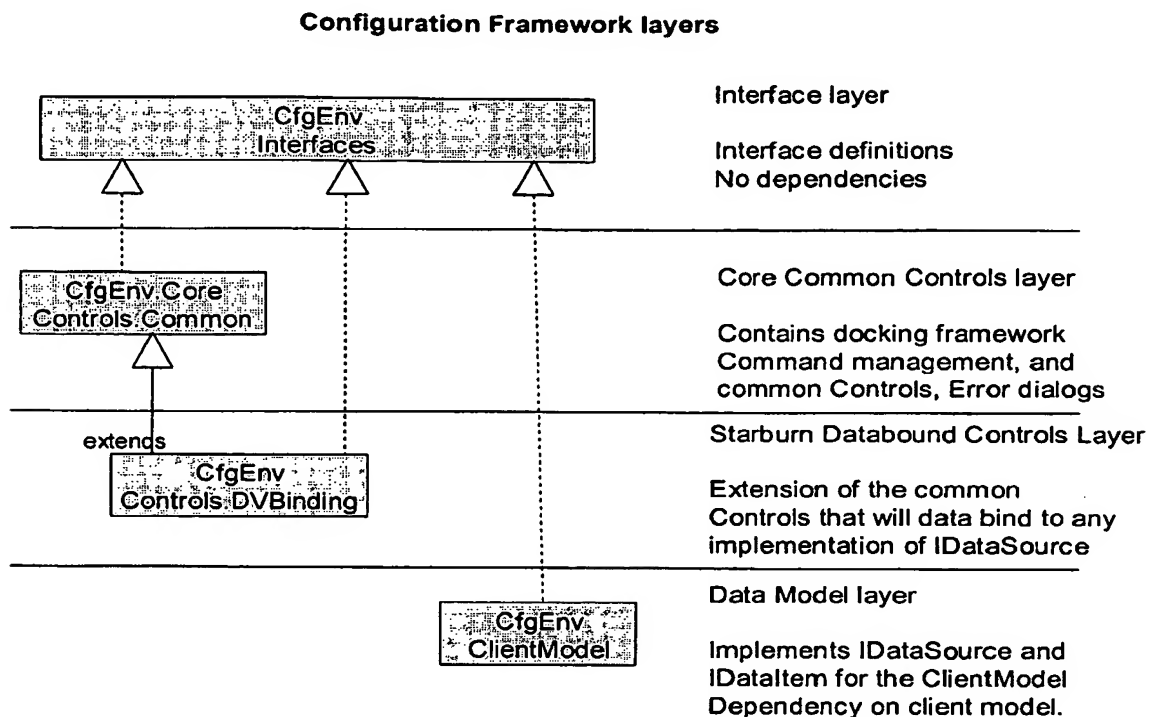 Configuration Framework layers
CfgEnv
Interfaces
Interface layer
Interface definitions
No dependencies
CfgEnv.Core
Controls.Common
Core Common Controls layer
Contains docking framework
Command management, and
common Controls, Error dialogs
extends
CfgEnv
Controls.DVBinding
Starburn Databound Controls Layer
Extension of the common
Controls that will data bind to any
implementation of IDataSource
CfgEnv
ClientModel
Data Model layer
Implements IDataSource and
IDataItem for the ClientModel
Dependency on client model.